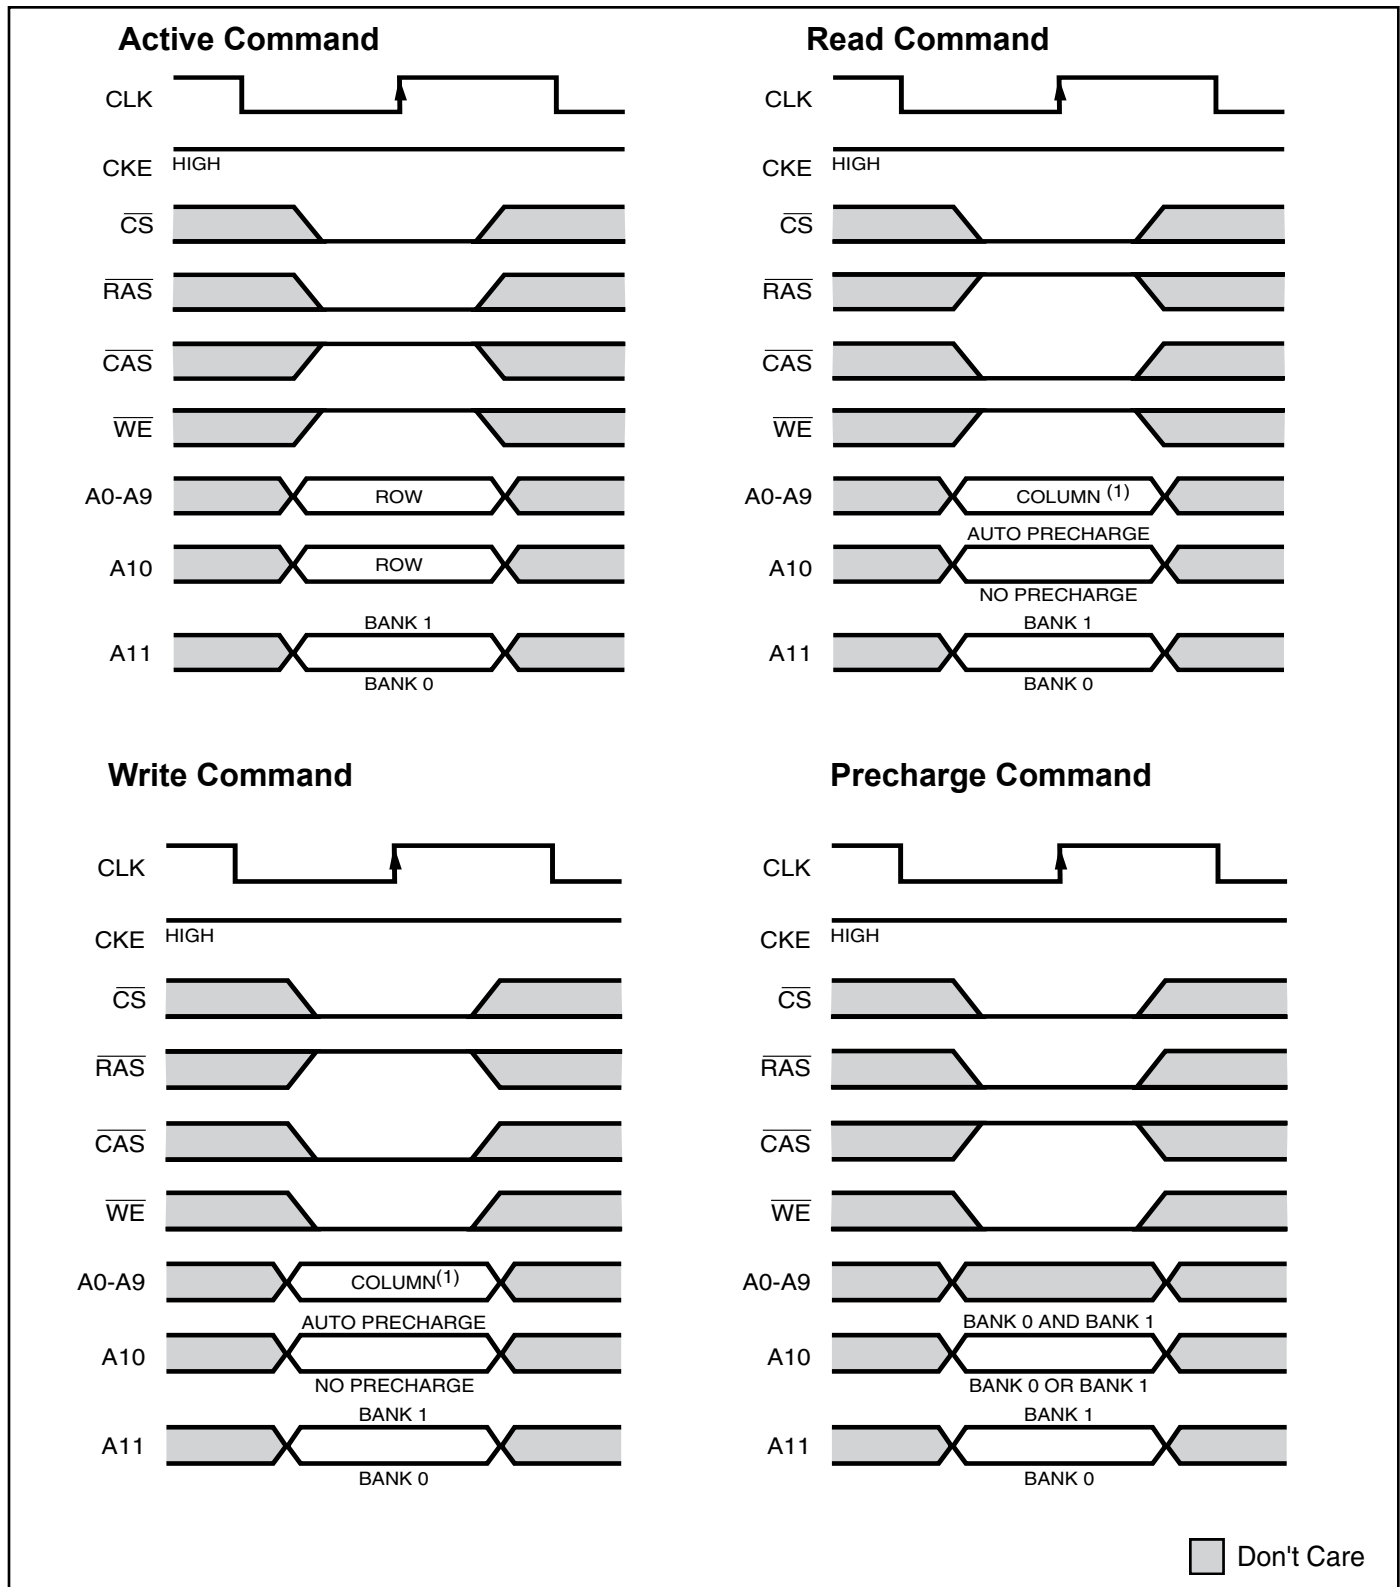 Active Command
CLK
CKE HIGH
CS
RAS
CAS
WE
A0-A9 ROW
A10 ROW
BANK 1
A11
BANK 0
Read Command
CLK
CKE HIGH
CS
RAS
CAS
WE
A0-A9 COLUMN (1)
AUTO PRECHARGE
A10
NO PRECHARGE
BANK 1
A11
BANK 0
Write Command
CLK
CKE HIGH
CS
RAS
CAS
WE
A0-A9 COLUMN(1)
AUTO PRECHARGE
A10
NO PRECHARGE
BANK 1
A11
BANK 0
Precharge Command
CLK
CKE HIGH
CS
RAS
CAS
WE
A0-A9
BANK 0 AND BANK 1
A10
BANK 0 OR BANK 1
BANK 1
A11
BANK 0
Don't Care